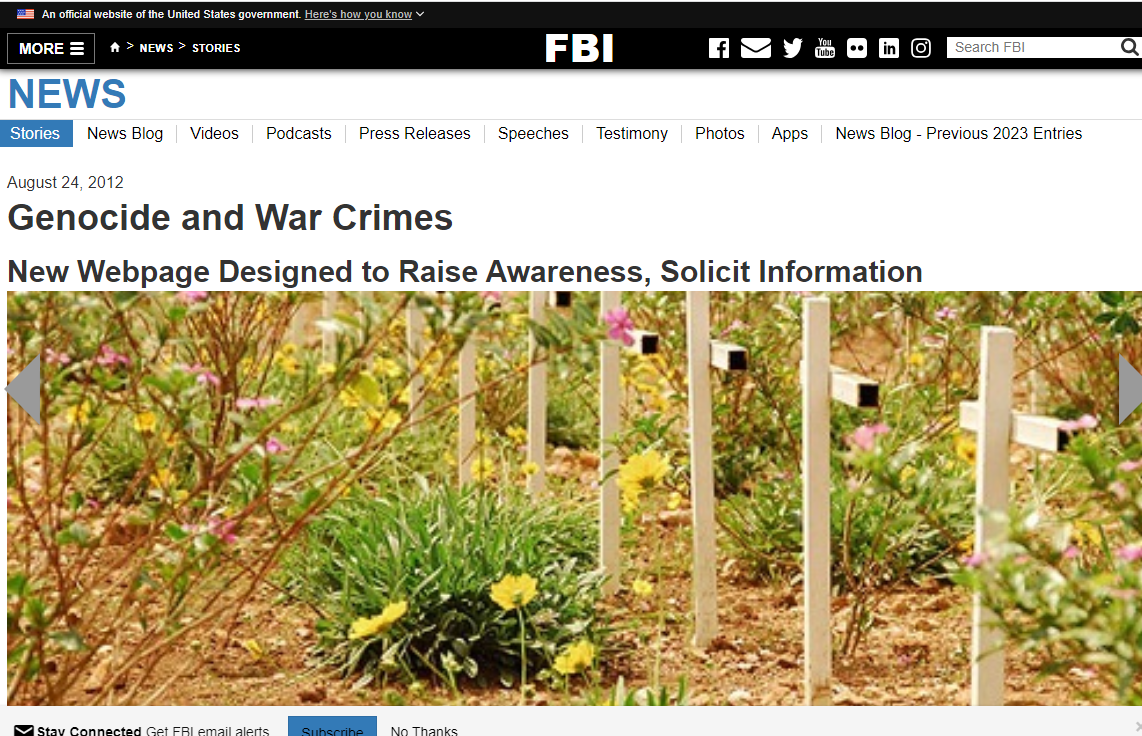 An official website of the United States government. Here's how you know
MORE
> NEWS > STORIES
FBI
You
Tube
in
Search FBI
NEWS
Stories
News Blog
Videos
Podcasts
Press Releases
Speeches
Testimony
Photos
Apps
News Blog - Previous 2023 Entries
August 24, 2012
Genocide and War Crimes
New Webpage Designed to Raise Awareness, Solicit Information
Stay Connected Get FBI email alerts
Subscribe
No Thanks